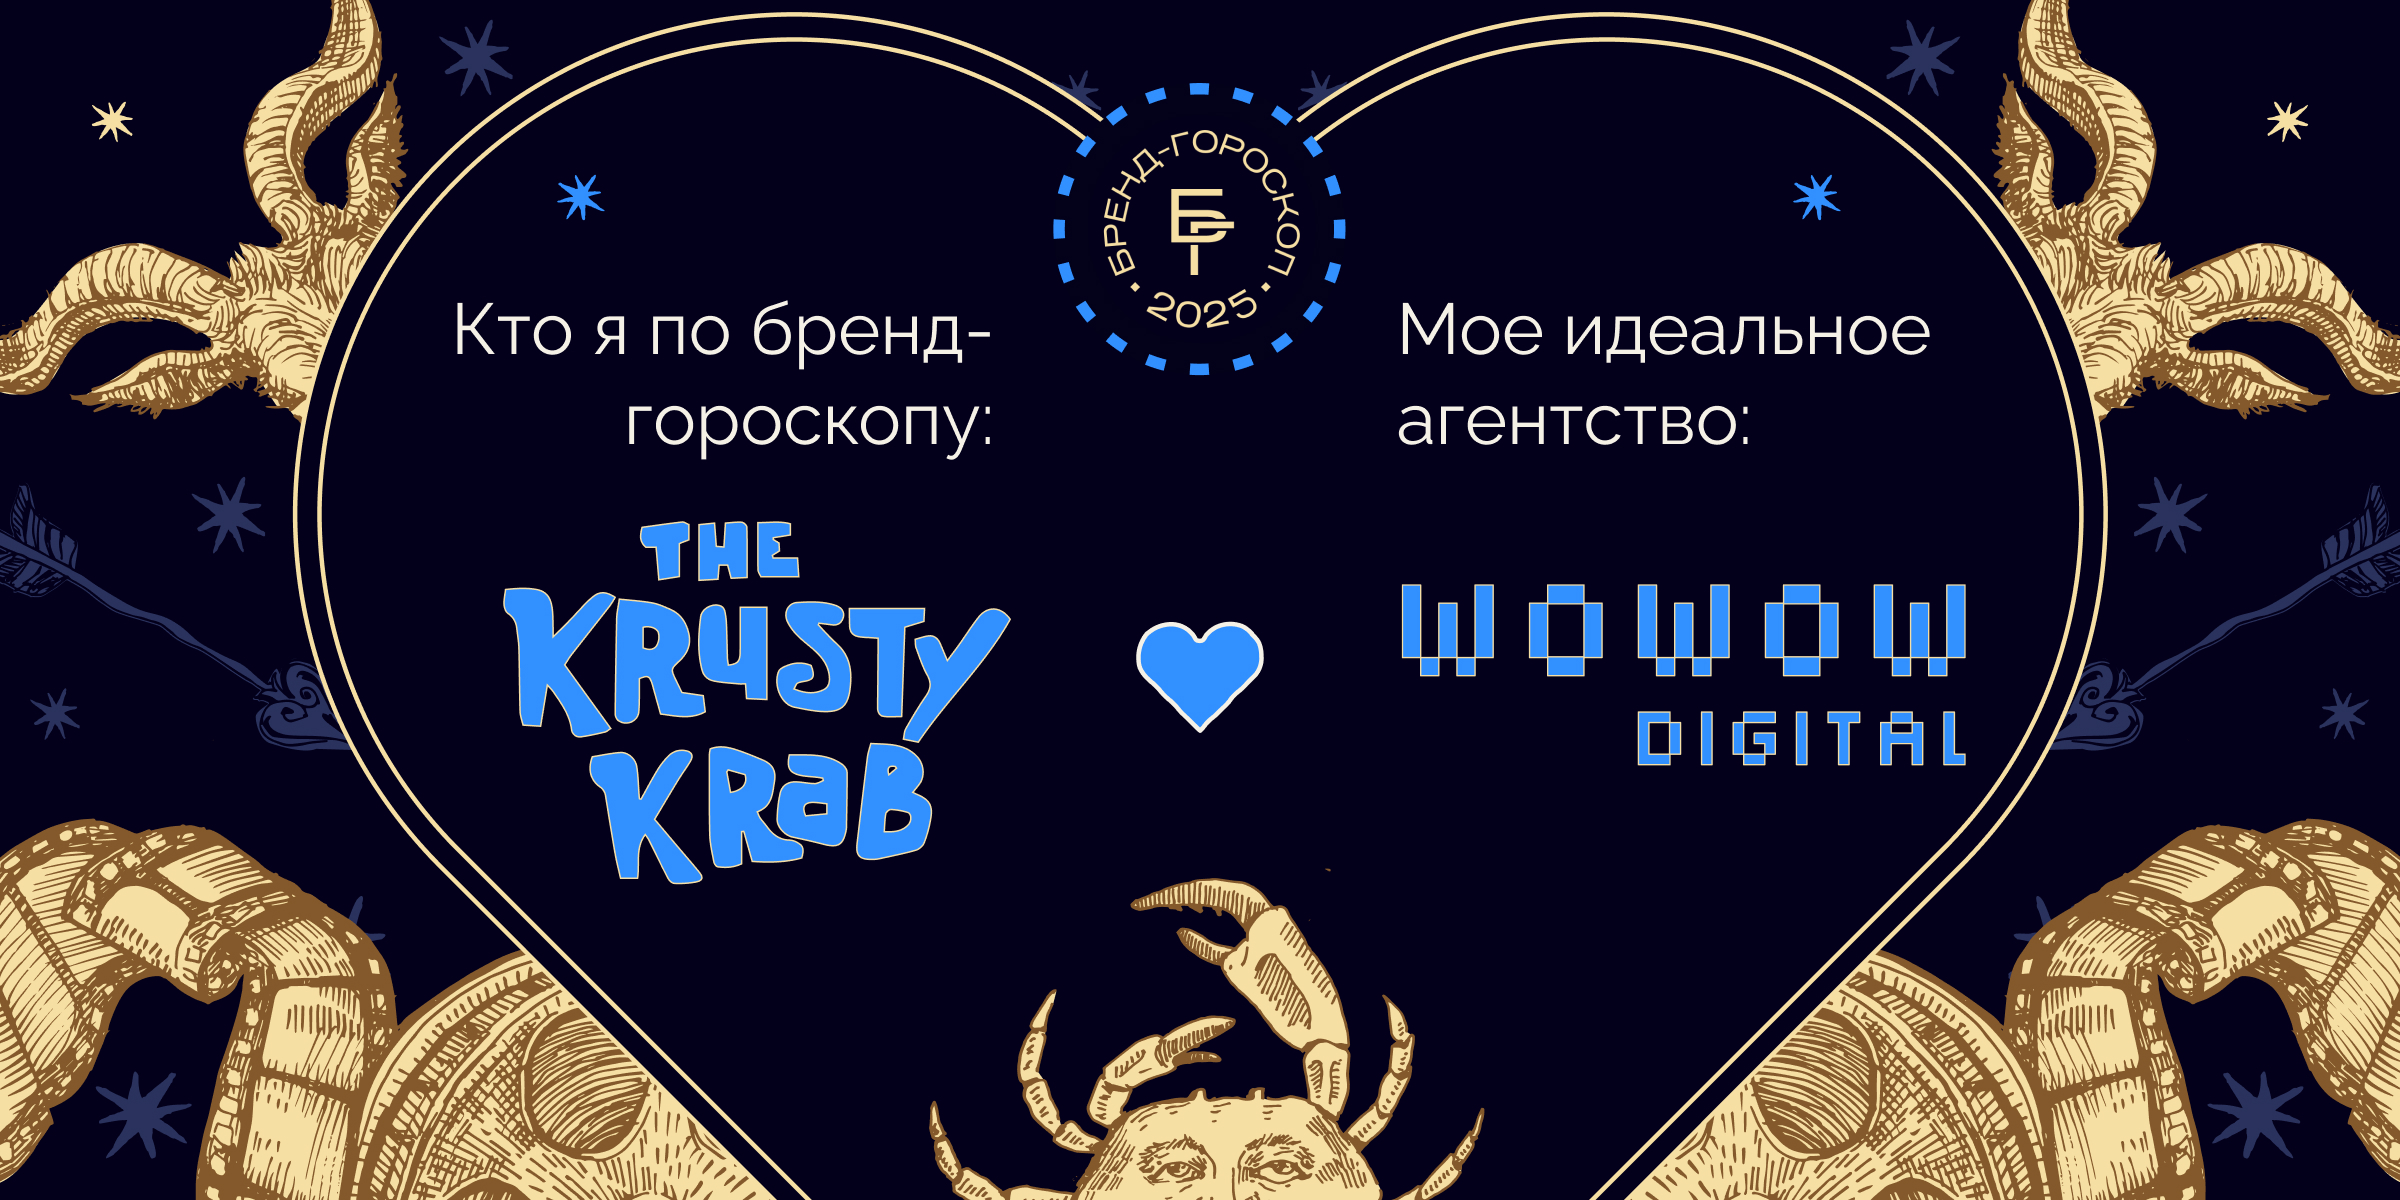 БРЕНД-ГОРОСКОП
БГ
• 2025 •
Кто я по бренд-
гороскопу:
THE
KRUSTY
KRAB
Мое идеальное
агентство:
WOWOW
DIGITAL